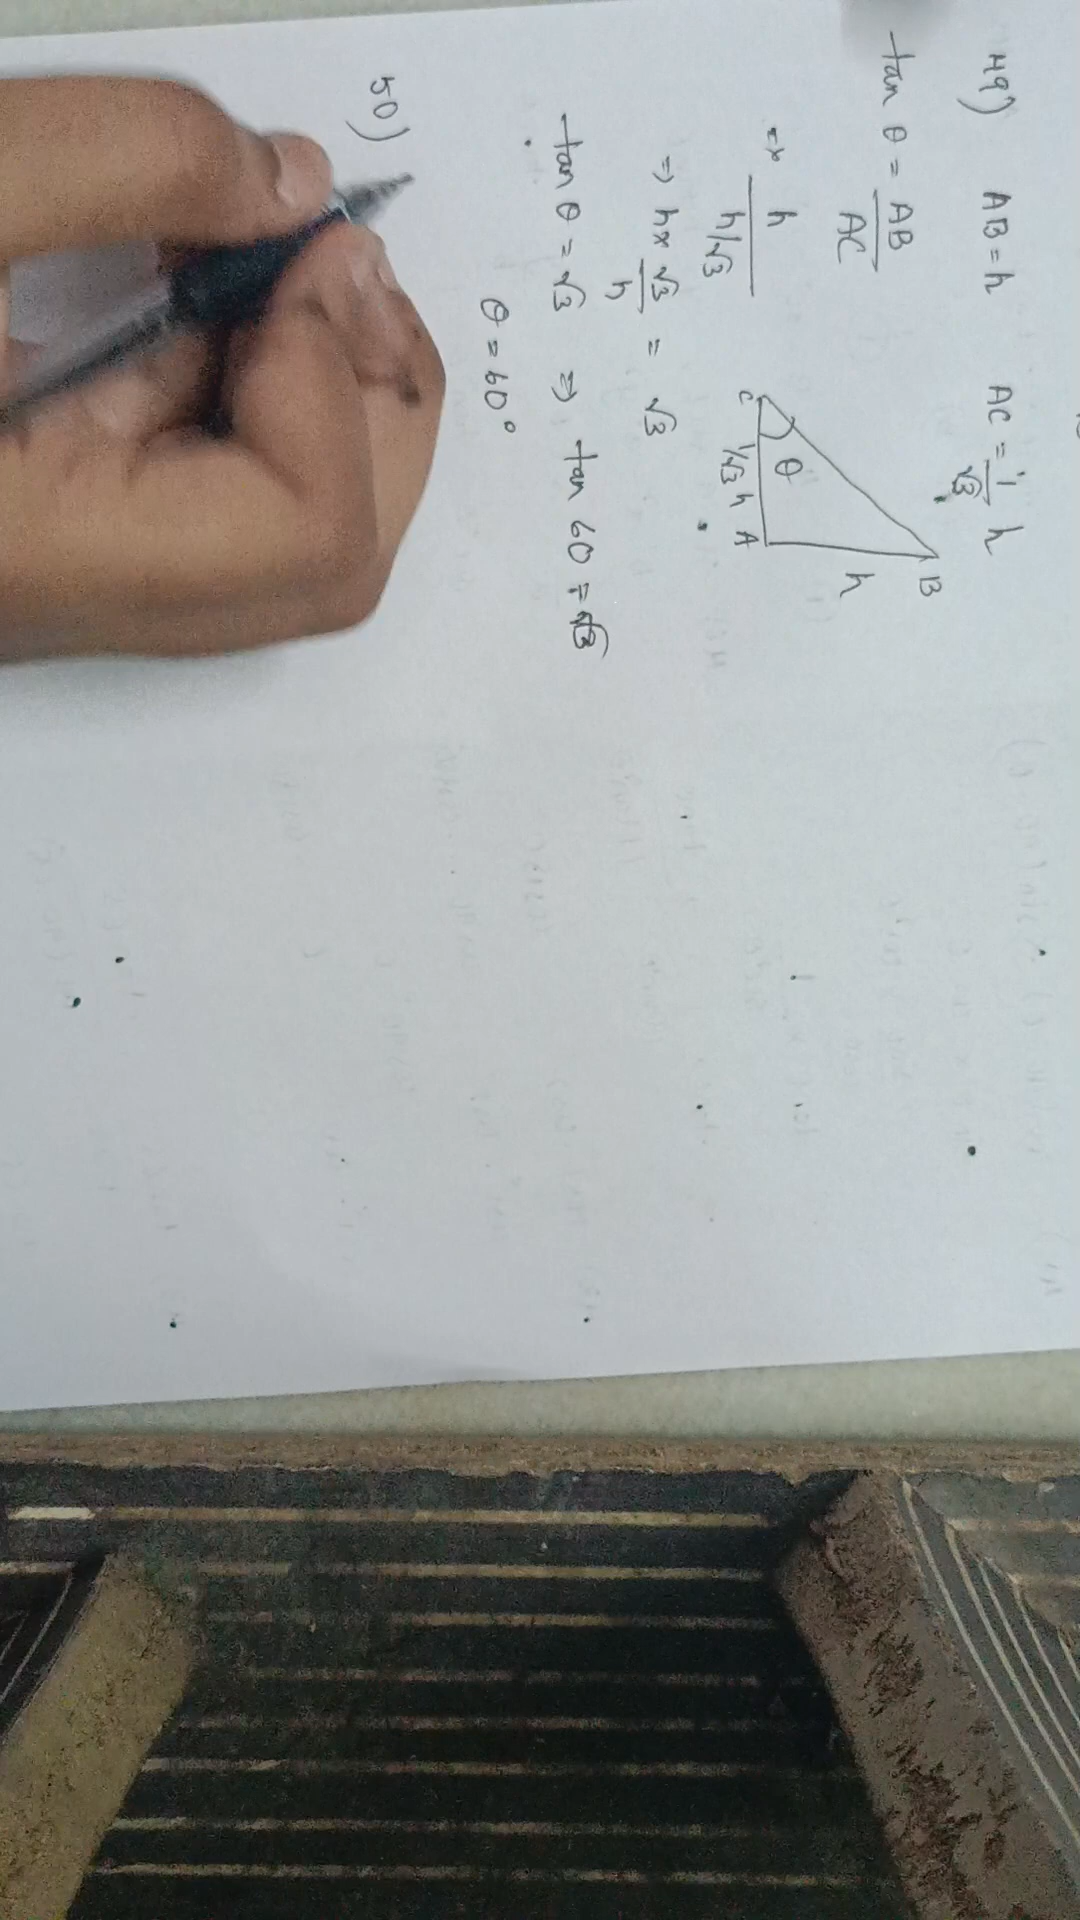 49) AB = h AC = 1/√3 h
tan θ = AB/AC
=> h / h/√3
=> h × √3/h = √3
tan θ = √3 => tan 60 = √3
θ = 60°
B
h
θ
C 1/√3 h A
50)